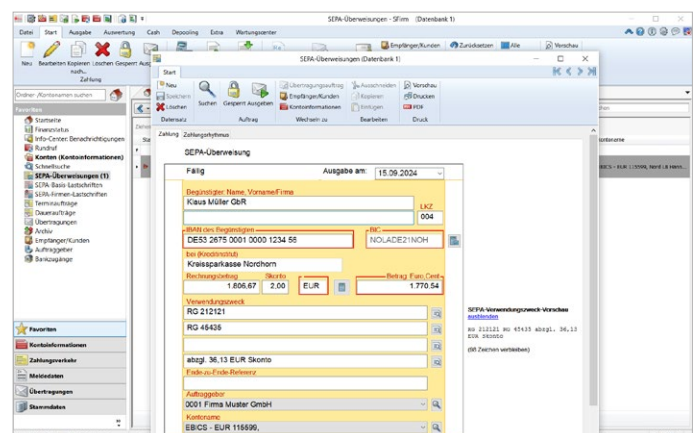 SEPA-Überweisungen - SFirm (Datenbank 1)
Datei Start Ausgabe Auswertung Cash Depooling Extra Wartungscenter
Empfänger/Kunden Zurücksetzen Alle Vorschau
Neu Bearbeiten Kopieren Löschen Gesperrt
nach...
Zahlung
Ordner-/Kontenamen suchen
Favoriten
Startseite
Finanzstatus
Info-Center: Benachrichtigungen
Rundruf
Konten (Kontoinformationen)
Schnellsuche
SEPA-Überweisungen (1)
SEPA-Basis-Lastschriften
SEPA-Firmen-Lastschriften
Terminaufträge
Daueraufträge
Übertragungen
Archiv
Empfänger/Kunden
Auftraggeber
Bankzugänge
Favoriten
Kontoinformationen
Zahlungsverkehr
Meldedaten
Übertragungen
Stammdaten
SEPA-Überweisungen (Datenbank 1)
Start
Neu
Speichern
Löschen
Datensatz
Suchen Gesperrt Ausgeben
Auftrag
Übertragungsauftrag
Empfänger/Kunden
Kontoinformationen
Wechseln zu
Ausschneiden
Kopieren
Einfügen
Bearbeiten
Vorschau
Drucken
PDF
Druck
Zahlung Zahlungsrhythmus
SEPA-Überweisung
Fällig Ausgabe am: 15.09.2024
Begünstigter: Name, Vorname/Firma
Klaus Müller GbR
LKZ
004
IBAN des Begünstigten BIC
DE53 2675 0001 0000 1234 56 NOLADE21NOH
bei (Kreditinstitut)
Kreissparkasse Nordhorn
Rechnungsbetrag Skonto Betrag: Euro,Cent
1.806,67 2,00 EUR 1.770,54
Verwendungszweck
RG 212121
RG 45435
abzgl. 36,13 EUR Skonto
Ende-zu-Ende-Referenz
Auftraggeber
0001 Firma Muster GmbH
Kontoname
EBICS - EUR 115599,
SEPA-Verwendungszweck-Vorschau
ausblenden
RG 212121 RG 45435 abzgl. 36,13
EUR Skonto
(98 Zeichen verbleiben)